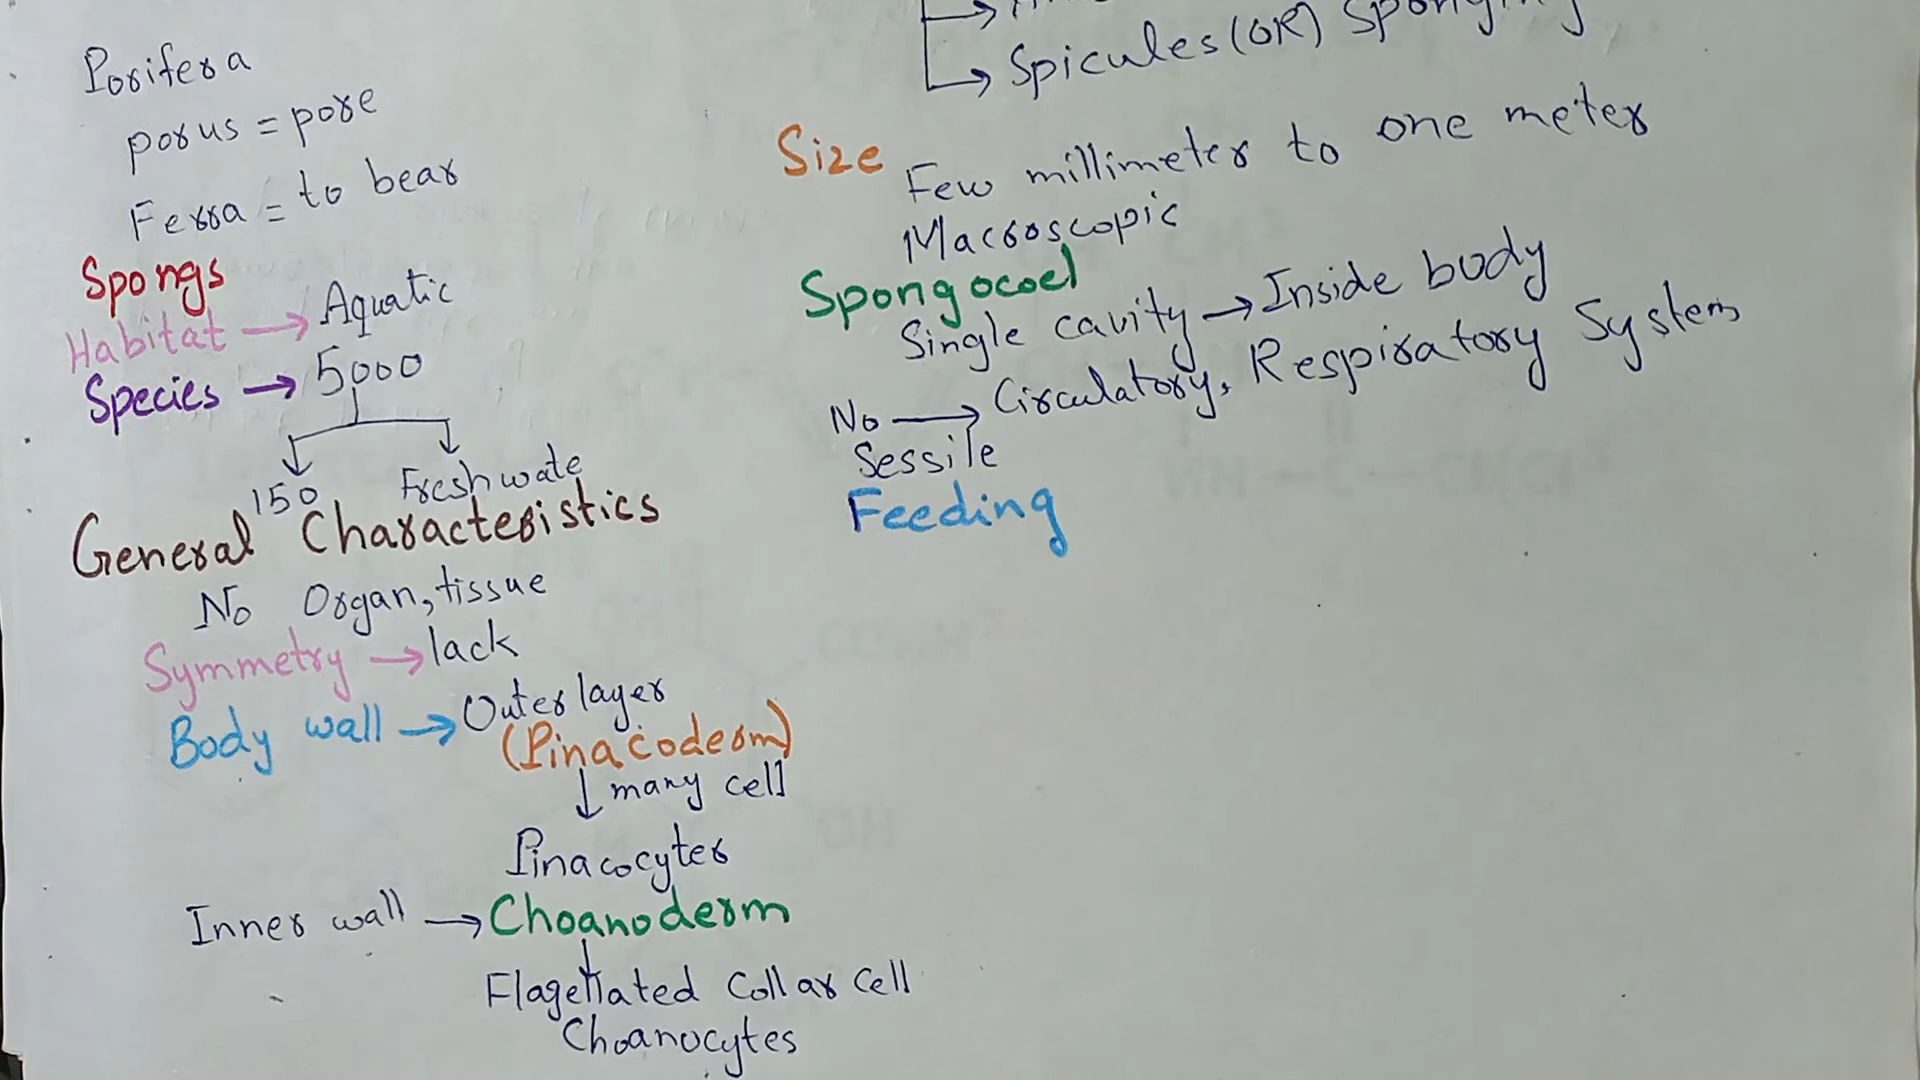 Porifera
porus = pore
Ferra = to bear
Spongs
Habitat → Aquatic
Species → 5000
150 Freshwate
General Characteristics
No Organ, tissue
Symmetry → lack
Body wall → Outer layer
(Pinacoderm)
↓ many cell
Pinacocyter
Inner wall → Choanoderm
Flagellated Collar Cell
Choanocytes
→ Spicules (OR)
Size
Few millimeter to one meter
Macroscopic
Spongocoel
Single cavity → Inside body
No → Circulatory, Respiratory System
Sessile
Feeding